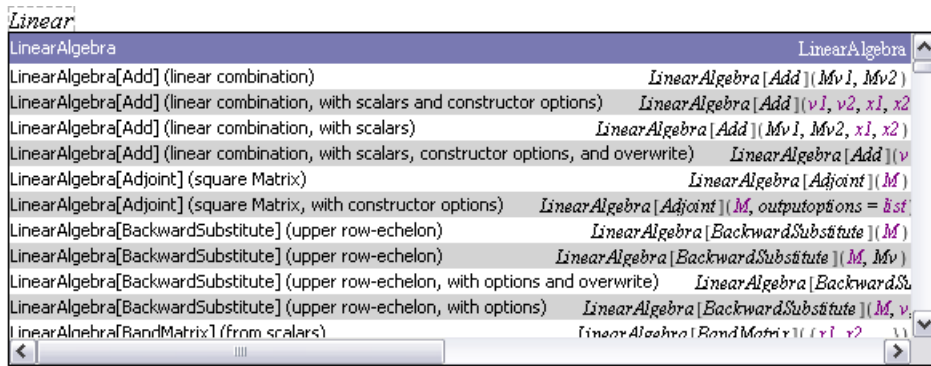 Linear
LinearAlgebra LinearAlgebra
LinearAlgebra[Add] (linear combination) LinearAlgebra[Add](Mv1, Mv2)
LinearAlgebra[Add] (linear combination, with scalars and constructor options) LinearAlgebra[Add](v1, v2, x1, x2
LinearAlgebra[Add] (linear combination, with scalars) LinearAlgebra[Add](Mv1, Mv2, x1, x2)
LinearAlgebra[Add] (linear combination, with scalars, constructor options, and overwrite) LinearAlgebra[Add](v
LinearAlgebra[Adjoint] (square Matrix) LinearAlgebra[Adjoint](M)
LinearAlgebra[Adjoint] (square Matrix, with constructor options) LinearAlgebra[Adjoint](M, outputoptions = list
LinearAlgebra[BackwardSubstitute] (upper row-echelon) LinearAlgebra[BackwardSubstitute](M)
LinearAlgebra[BackwardSubstitute] (upper row-echelon) LinearAlgebra[BackwardSubstitute](M, Mv)
LinearAlgebra[BackwardSubstitute] (upper row-echelon, with options and overwrite) LinearAlgebra[BackwardSu
LinearAlgebra[BackwardSubstitute] (upper row-echelon, with options) LinearAlgebra[BackwardSubstitute](M, v,
LinearAlgebra[BandMatrix] (from scalars) LinearAlgebra[BandMatrix]( (x1, x2